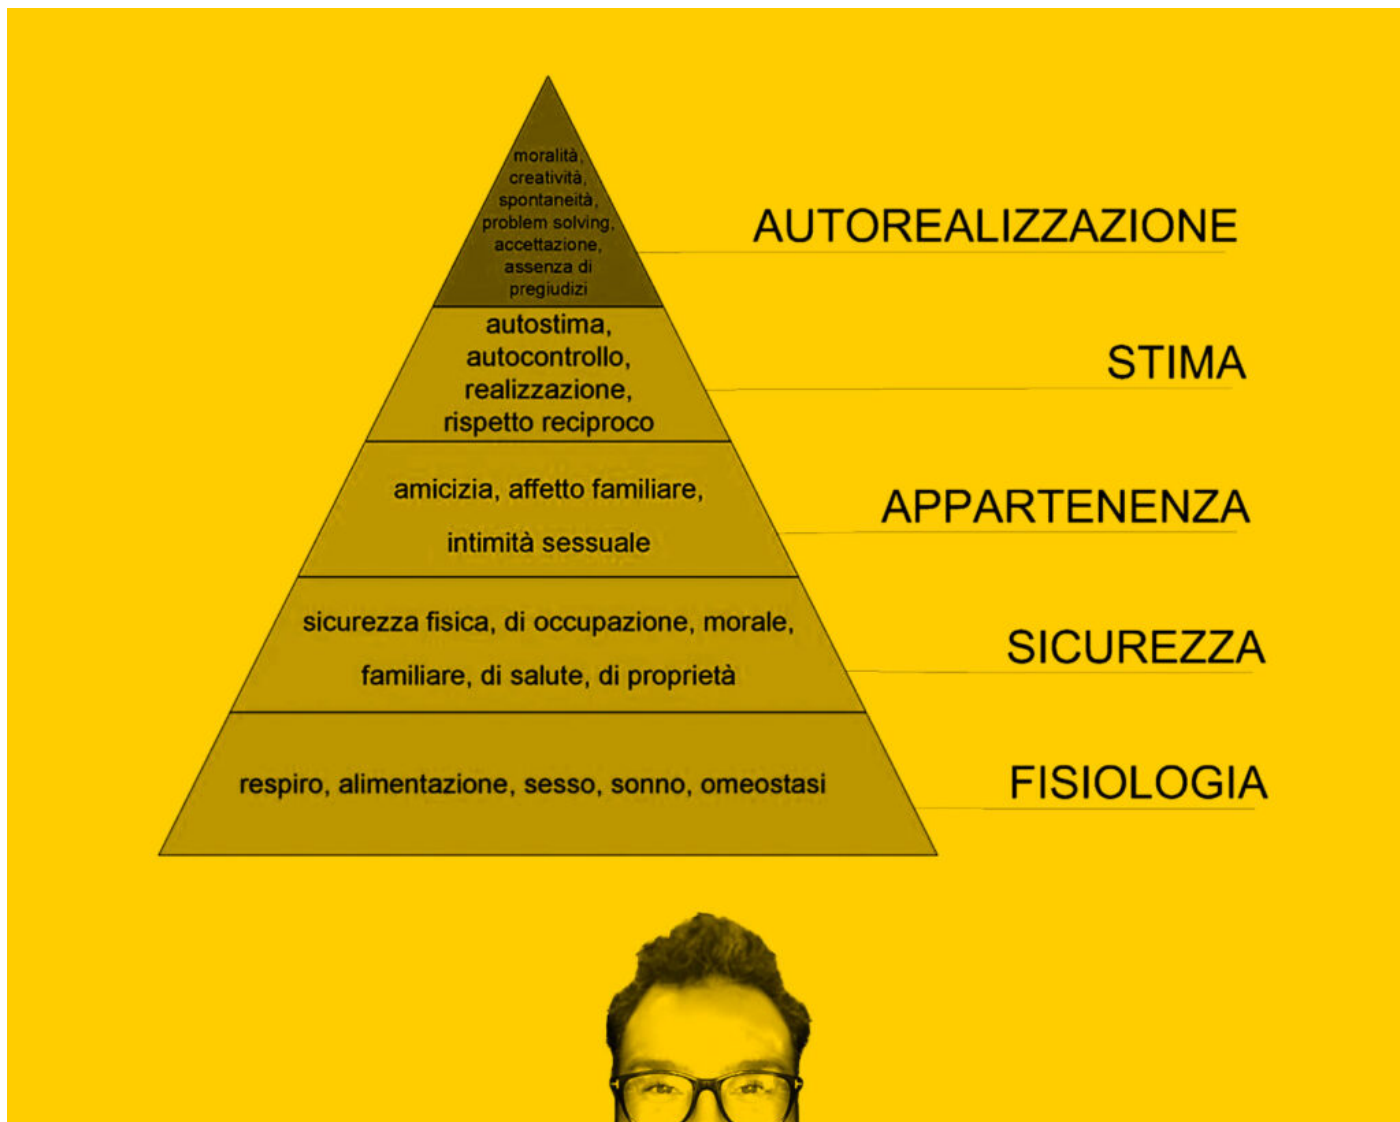 moralità,
creatività,
spontaneità,
problem solving,
accettazione,
assenza di
pregiudizi
AUTOREALIZZAZIONE
autostima,
autocontrollo,
realizzazione,
rispetto reciproco
STIMA
amicizia, affetto familiare,
intimità sessuale
APPARTENENZA
sicurezza fisica, di occupazione, morale,
familiare, di salute, di proprietà
SICUREZZA
respiro, alimentazione, sesso, sonno, omeostasi
FISIOLOGIA